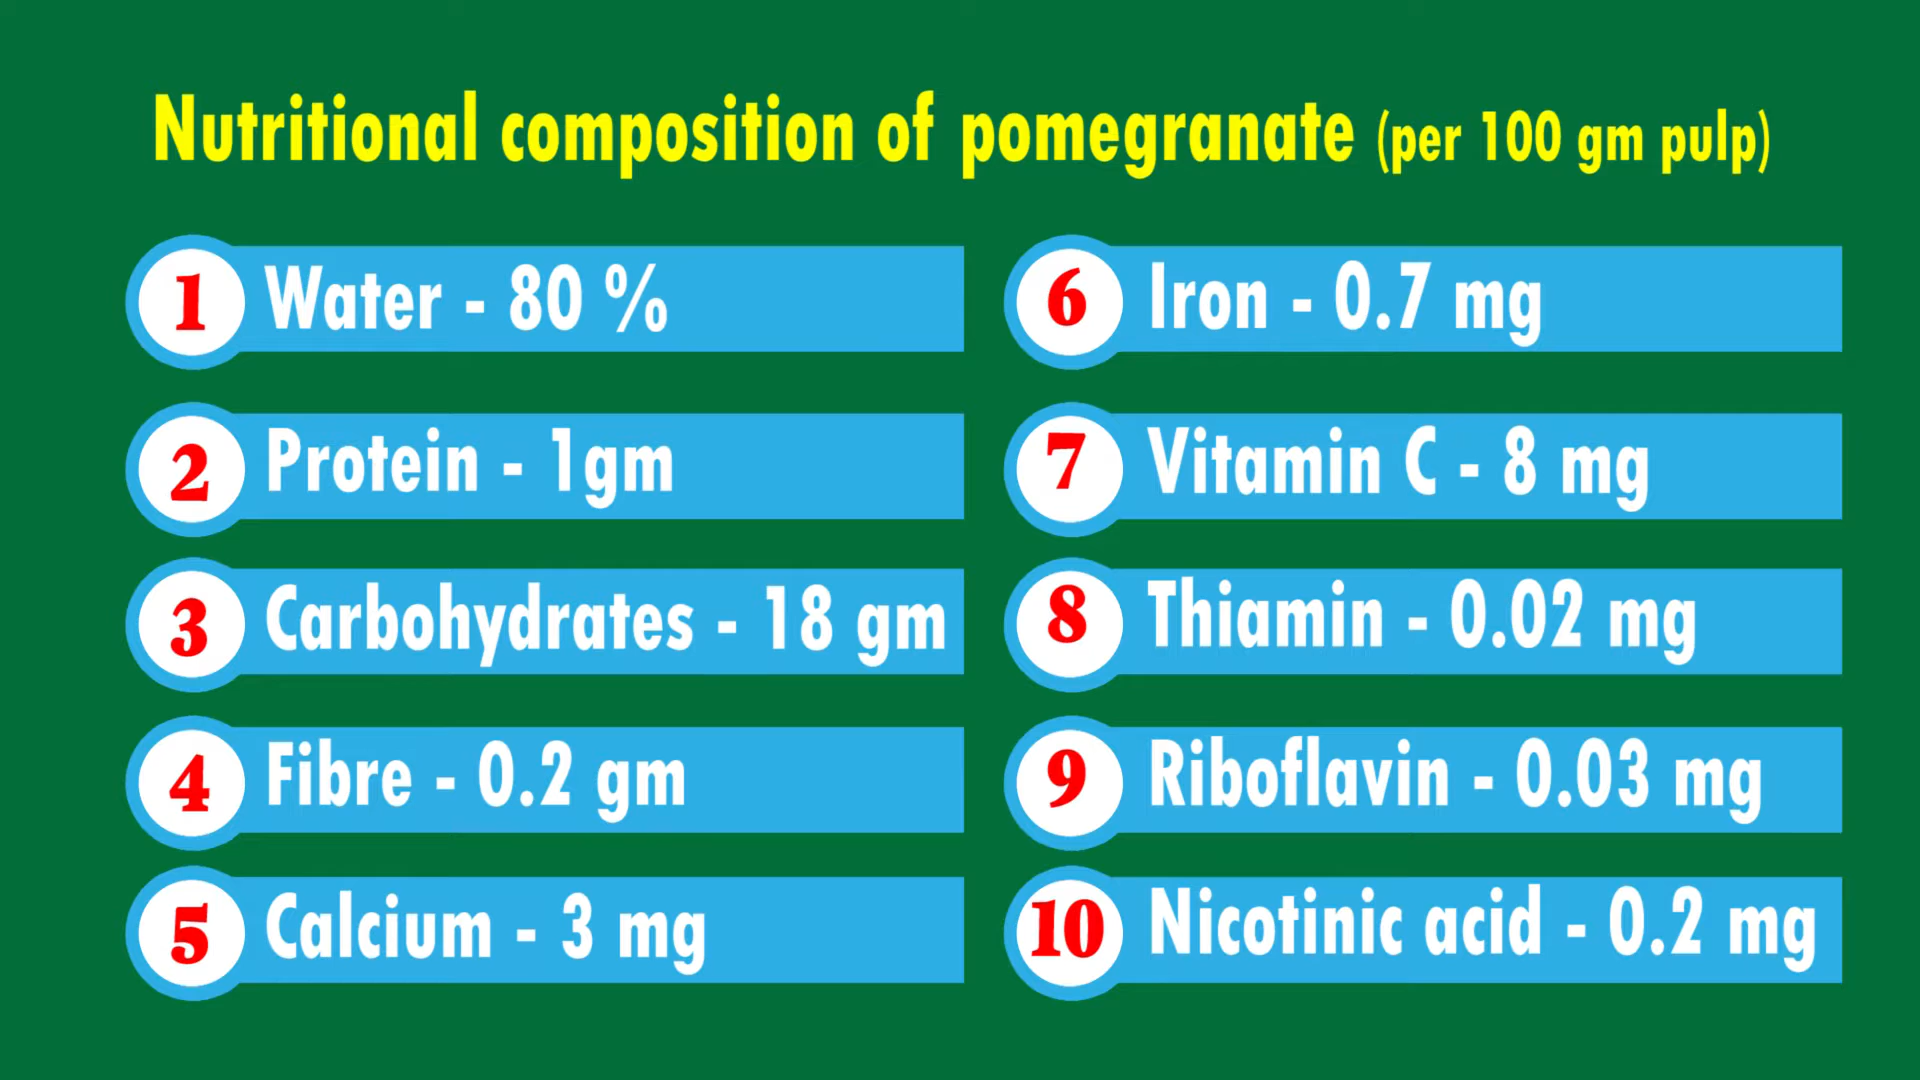 Nutritional composition of pomegranate (per 100 gm pulp)
1 Water - 80 %
2 Protein - 1gm
3 Carbohydrates - 18 gm
4 Fibre - 0.2 gm
5 Calcium - 3 mg
6 Iron - 0.7 mg
7 Vitamin C - 8 mg
8 Thiamin - 0.02 mg
9 Riboflavin - 0.03 mg
10 Nicotinic acid - 0.2 mg